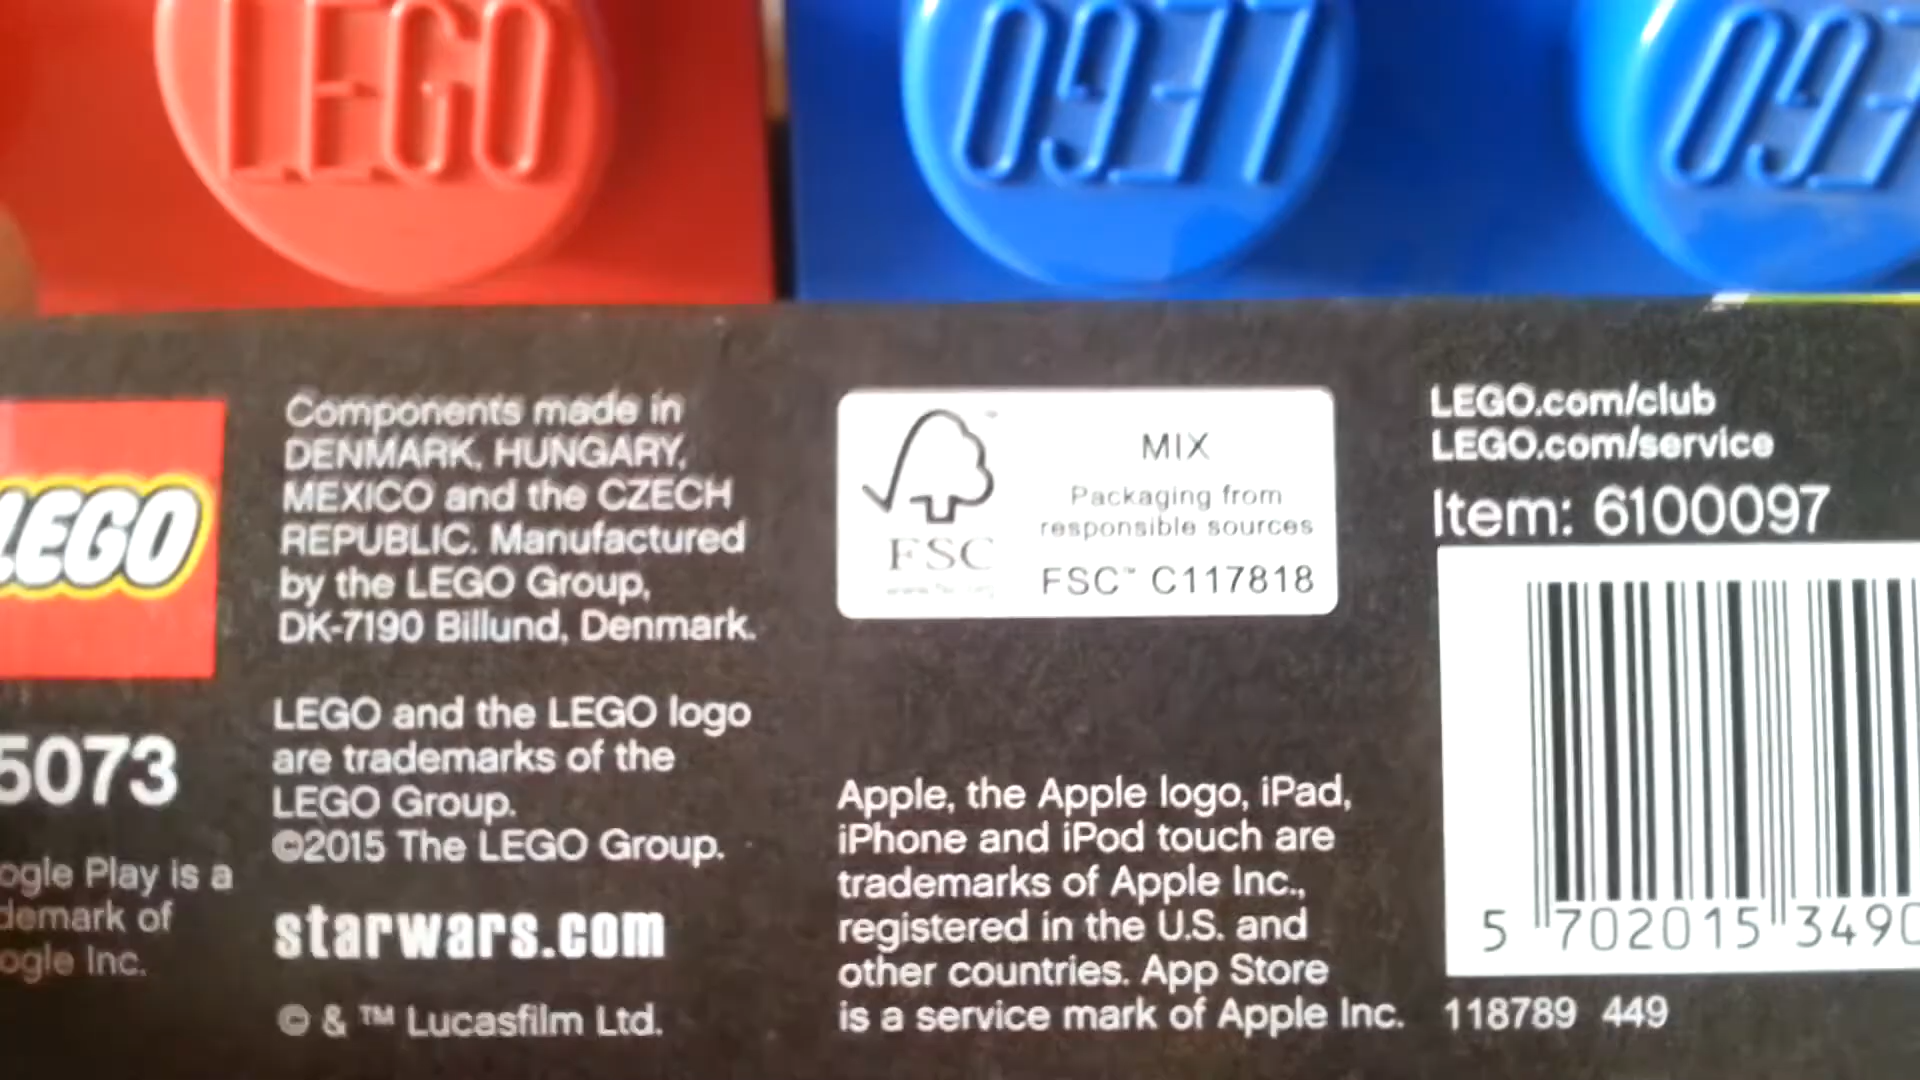 LEGO
LEGO
LEGO
LEGO
5073
ogle Play is a
demark of
ogle Inc.
Components made in
DENMARK, HUNGARY,
MEXICO and the CZECH
REPUBLIC. Manufactured
by the LEGO Group,
DK-7190 Billund, Denmark.
LEGO and the LEGO logo
are trademarks of the
LEGO Group.
©2015 The LEGO Group.
starwars.com
© & ™ Lucasfilm Ltd.
FSC
MIX
Packaging from
responsible sources
FSC™ C117818
Apple, the Apple logo, iPad,
iPhone and iPod touch are
trademarks of Apple Inc.,
registered in the U.S. and
other countries. App Store
is a service mark of Apple Inc.
LEGO.com/club
LEGO.com/service
Item: 6100097
5 702015 3490
118789 449